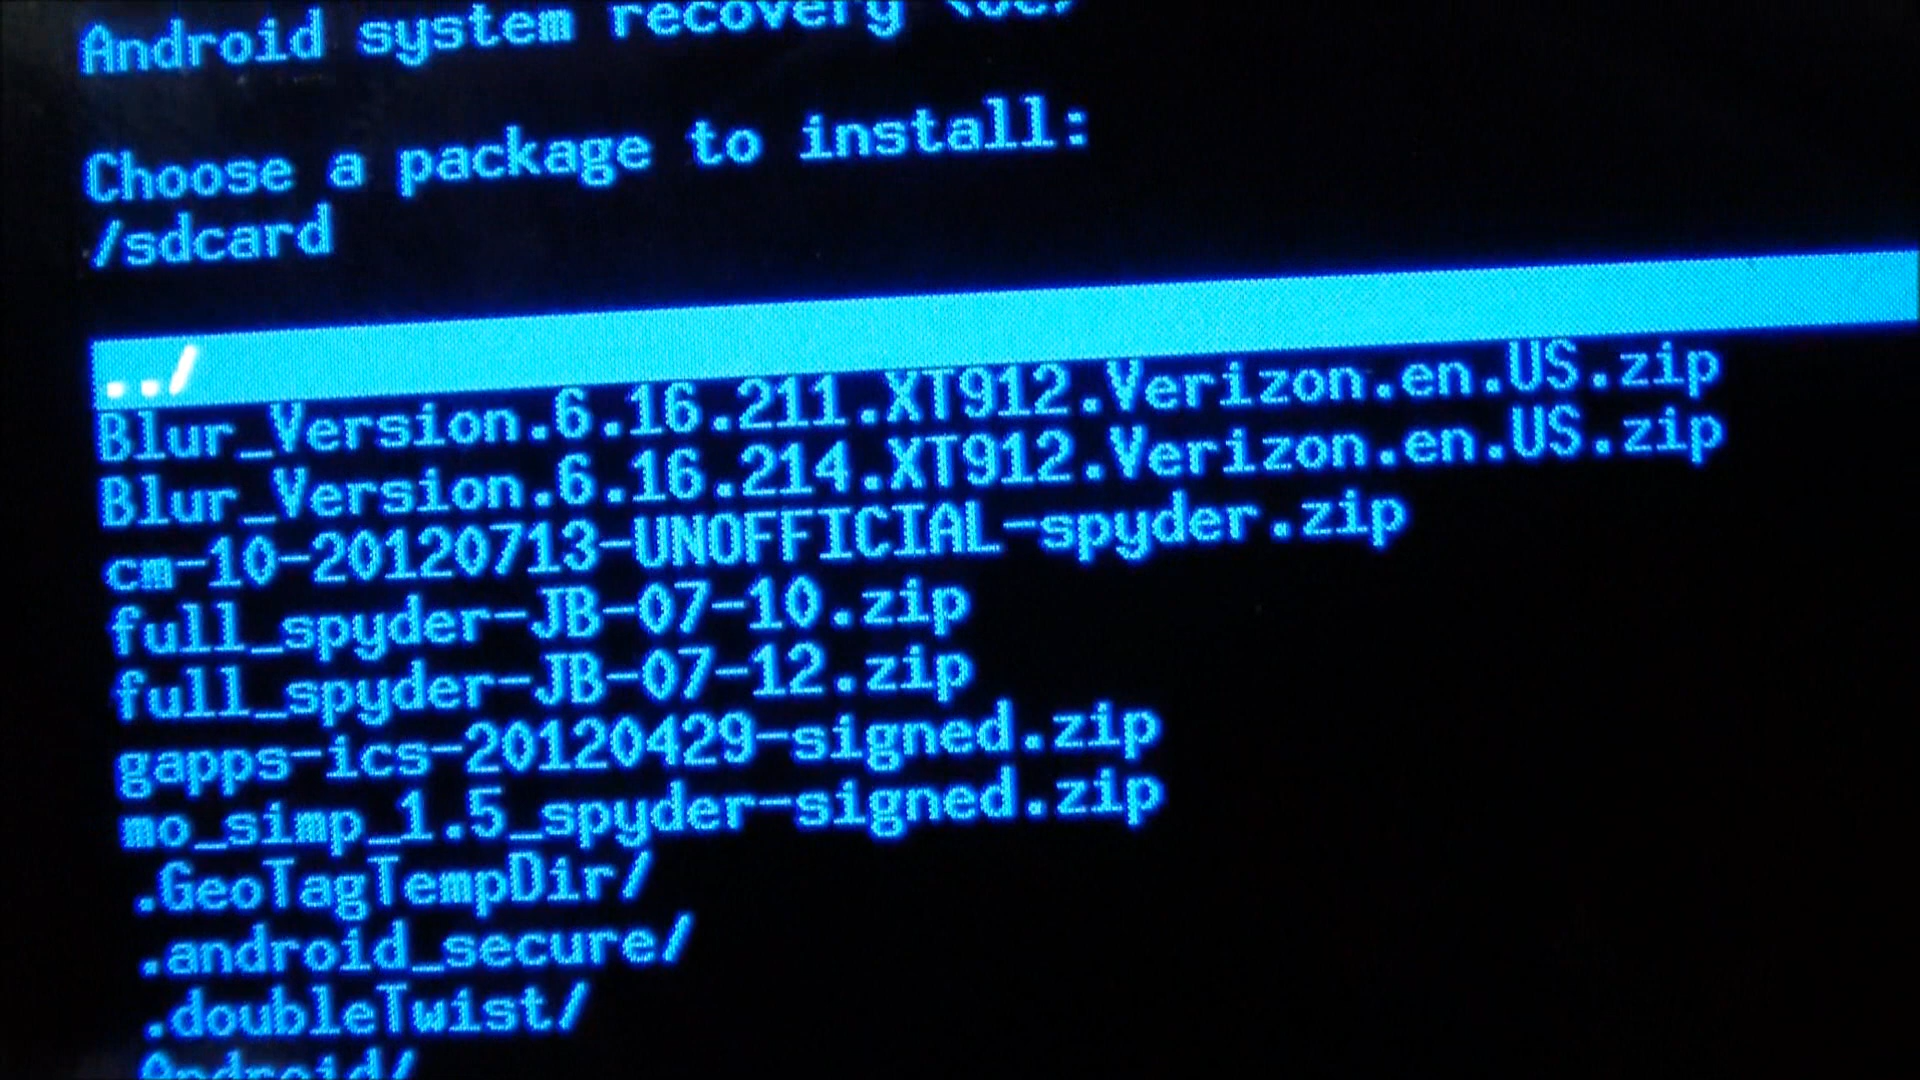 Android system recovery <3e>
Choose a package to install:
/sdcard
../
Blur_Version.6.16.211.XT912.Verizon.en.US.zip
Blur_Version.6.16.214.XT912.Verizon.en.US.zip
cm-10-20120713-UNOFFICIAL-spyder.zip
full_spyder-JB-07-10.zip
full_spyder-JB-07-12.zip
gapps-ics-20120429-signed.zip
mo_simp_1.5_spyder-signed.zip
.GeoTagTempDir/
.android_secure/
.doubleTwist/
Android/